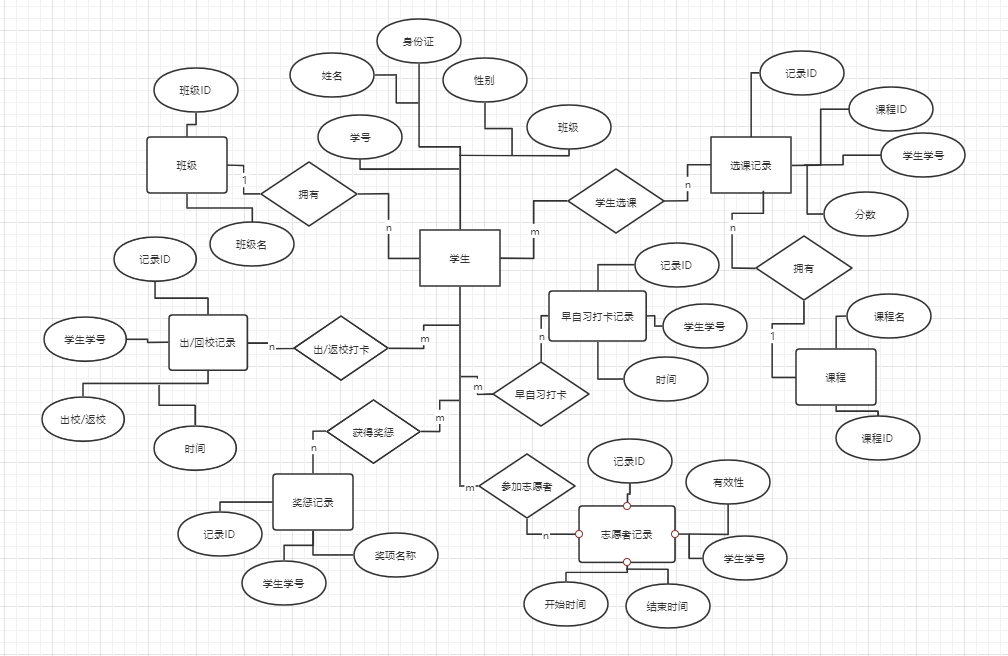 身份证
姓名
性别
记录ID
班级ID
课程ID
班级
学号
学生学号
班级
选课记录
1
拥有
n
学生选课
n
m
分数
n
班级名
记录ID
学生
记录ID
拥有
学生学号
出/回校记录
n
出/返校打卡
m
早自习打卡记录
n
学生学号
课程名
1
课程
时间
m
早自习打卡
出校/返校
时间
m
获得奖惩
n
课程ID
记录ID
有效性
m
参加志愿者
奖惩记录
记录ID
n
志愿者记录
学生学号
奖项名称
学生学号
开始时间
结束时间